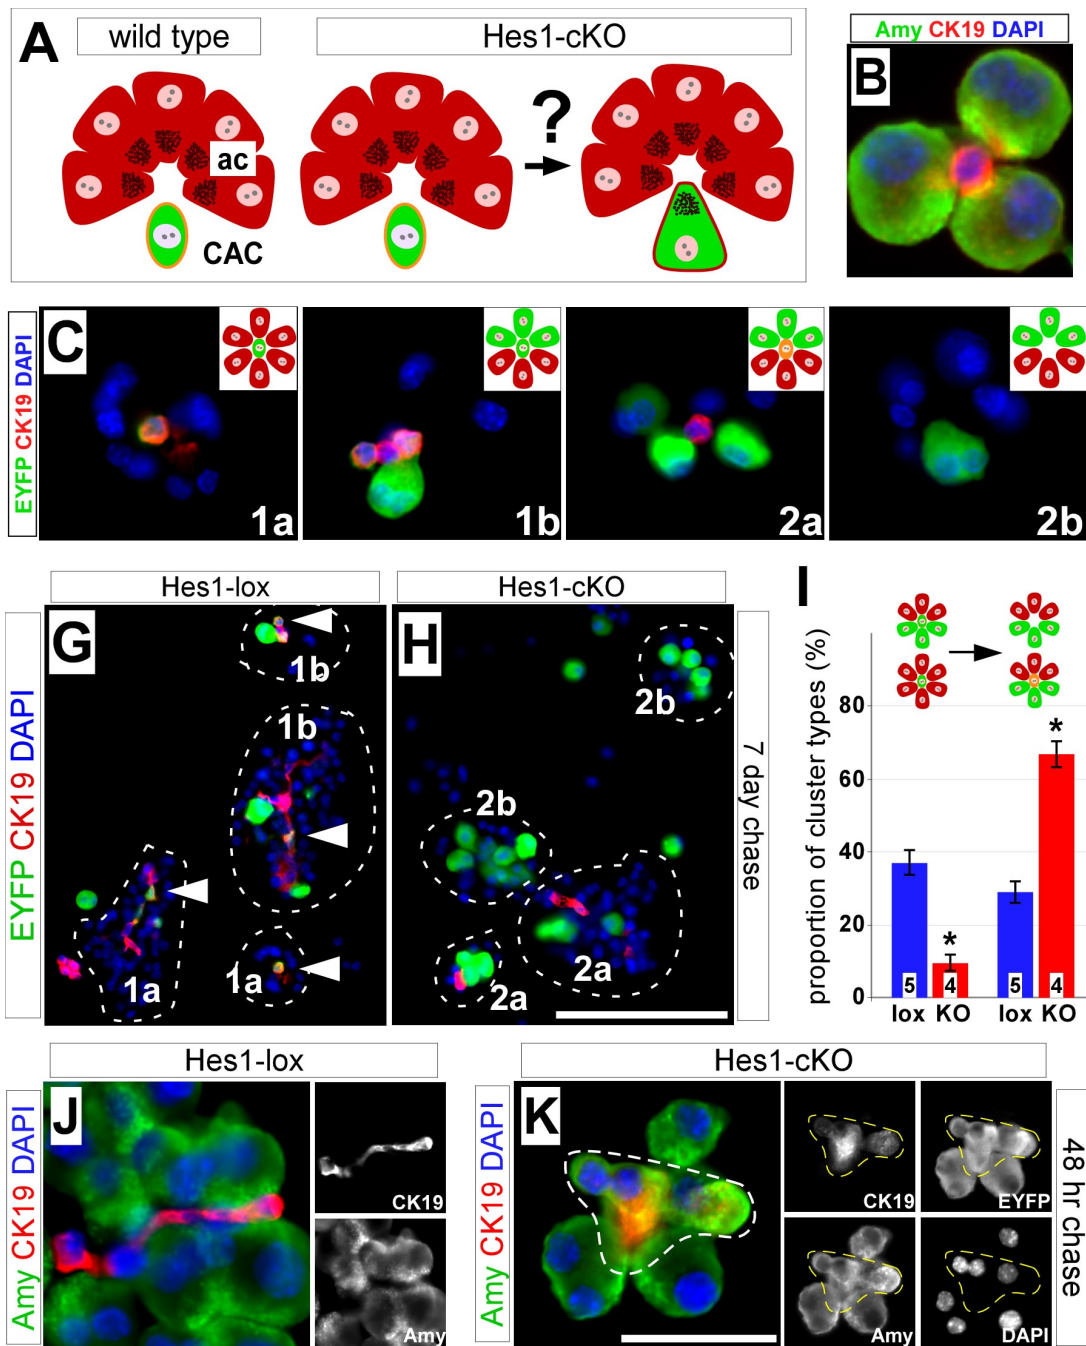 A
wild type
Hes1-cKO
?
ac
CAC
Amy CK19 DAPI
B
EYFP CK19 DAPI
C
1a
1b
2a
2b
Hes1-lox
Hes1-cKO
EYFP CK19 DAPI
G
1b
1b
1a
1a
H
2b
2b
2a
2a
7 day chase
I
proportion of cluster types (%)
80
60
40
20
0
*
*
5
4
5
4
lox KO
lox KO
Hes1-lox
Amy CK19 DAPI
J
CK19
Amy
Hes1-cKO
Amy CK19 DAPI
K
CK19
EYFP
Amy
DAPI
48 hr chase